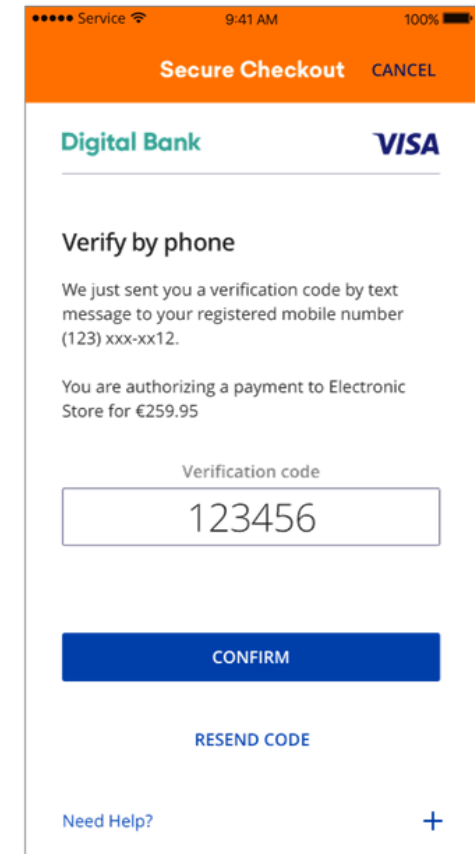 Service 9:41 AM 100%
Secure Checkout CANCEL
Digital Bank VISA
Verify by phone
We just sent you a verification code by text
message to your registered mobile number
(123) xxx-xx12.
You are authorizing a payment to Electronic
Store for €259.95
Verification code
123456
CONFIRM
RESEND CODE
Need Help? +